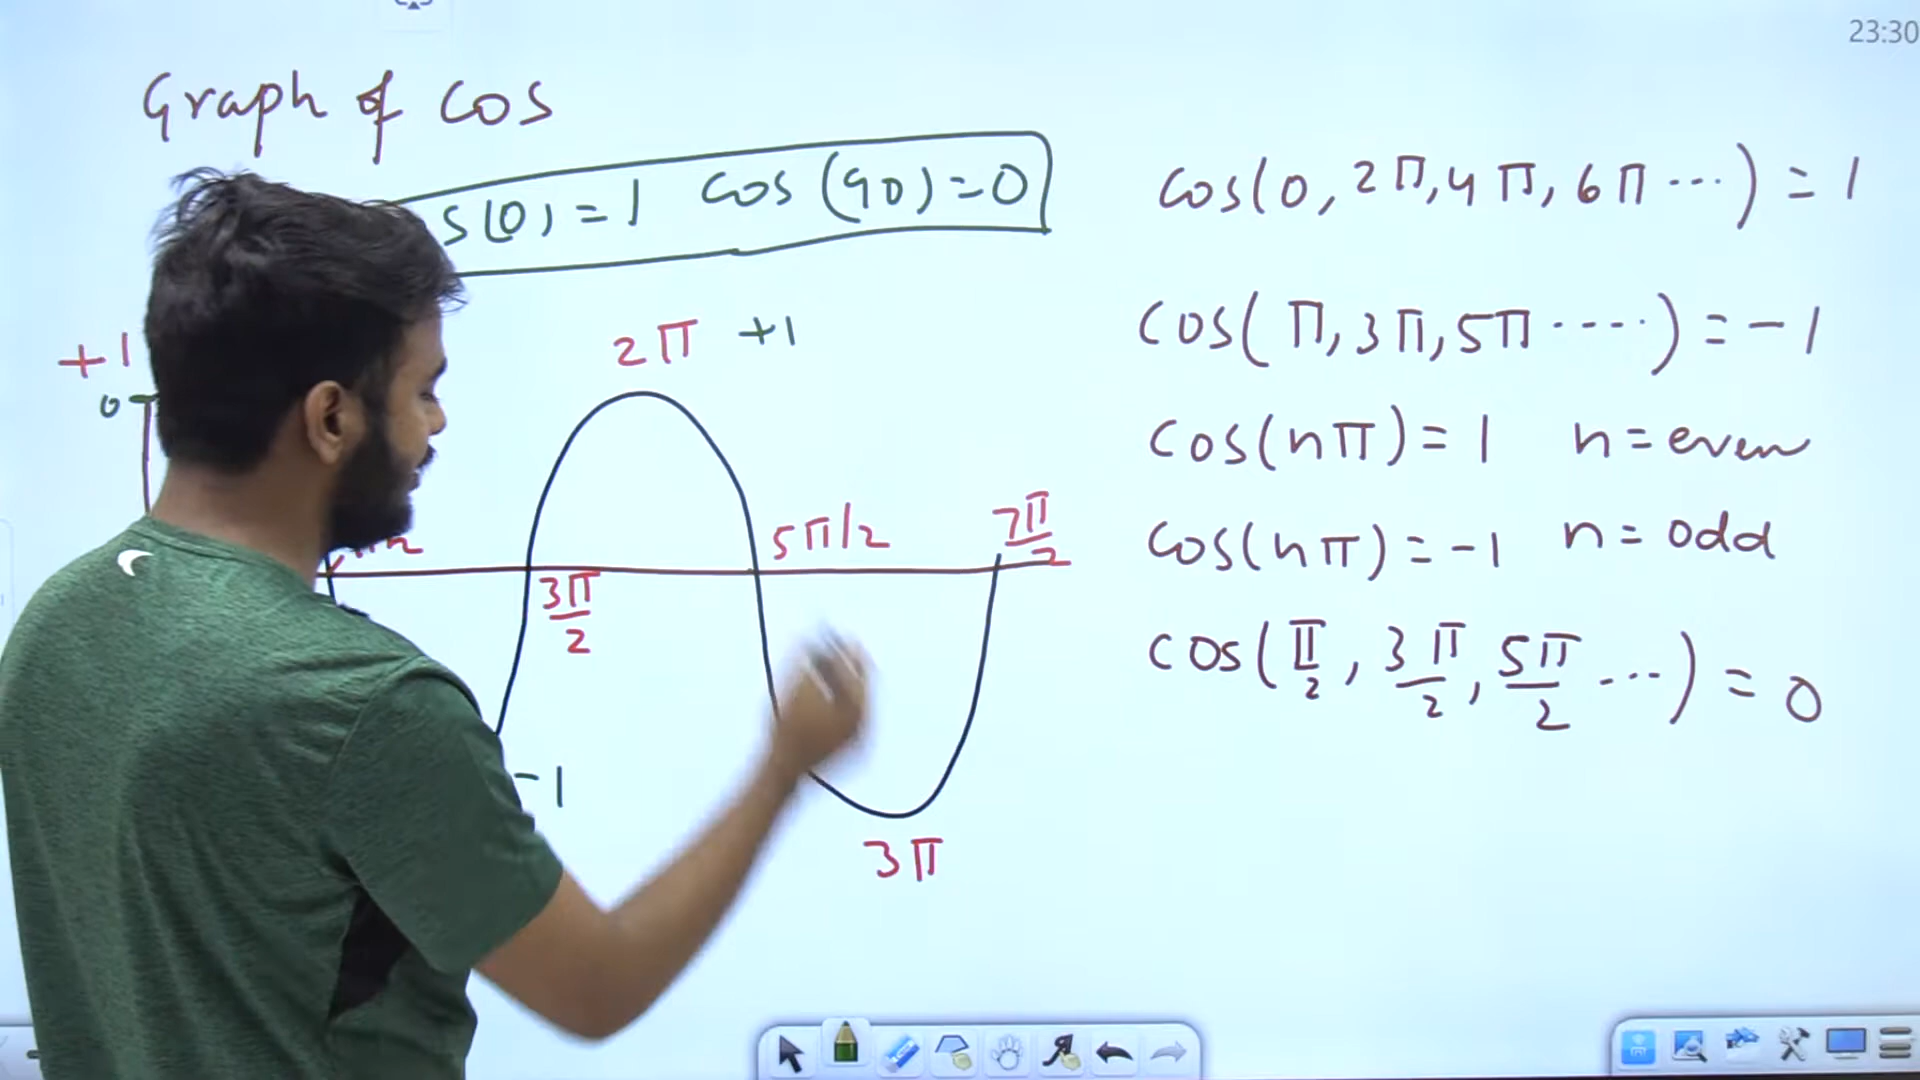 23:30
Graph of cos
s(0) = 1 cos (90) = 0
cos(0, 2π, 4π, 6π ...) = 1
cos(π, 3π, 5π .....) = -1
cos(nπ) = 1 n = even
cos(nπ) = -1 n = odd
cos(π/2, 3π/2, 5π/2 ...) = 0
+1
0
2π +1
3π/2
5π/2
7π/2
-1
3π